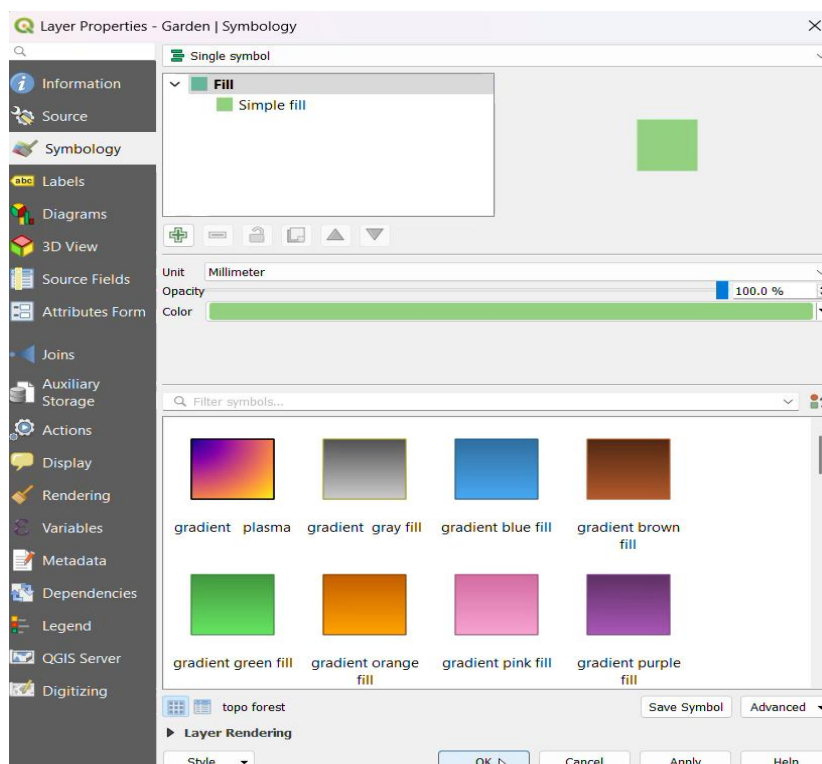 Layer Properties - Garden | Symbology
Single symbol
Information
Source
Symbology
abc Labels
Diagrams
3D View
Source Fields
Attributes Form
Joins
Auxiliary
Storage
Actions
Display
Rendering
Variables
Metadata
Dependencies
Legend
QGIS Server
Digitizing
Fill
Simple fill
Unit Millimeter
Opacity 100.0 %
Color
Filter symbols...
gradient plasma gradient gray fill gradient blue fill gradient brown
fill
gradient green fill gradient orange gradient pink fill gradient purple
fill fill
topo forest Save Symbol Advanced
Layer Rendering
Style OK Cancel Apply Help